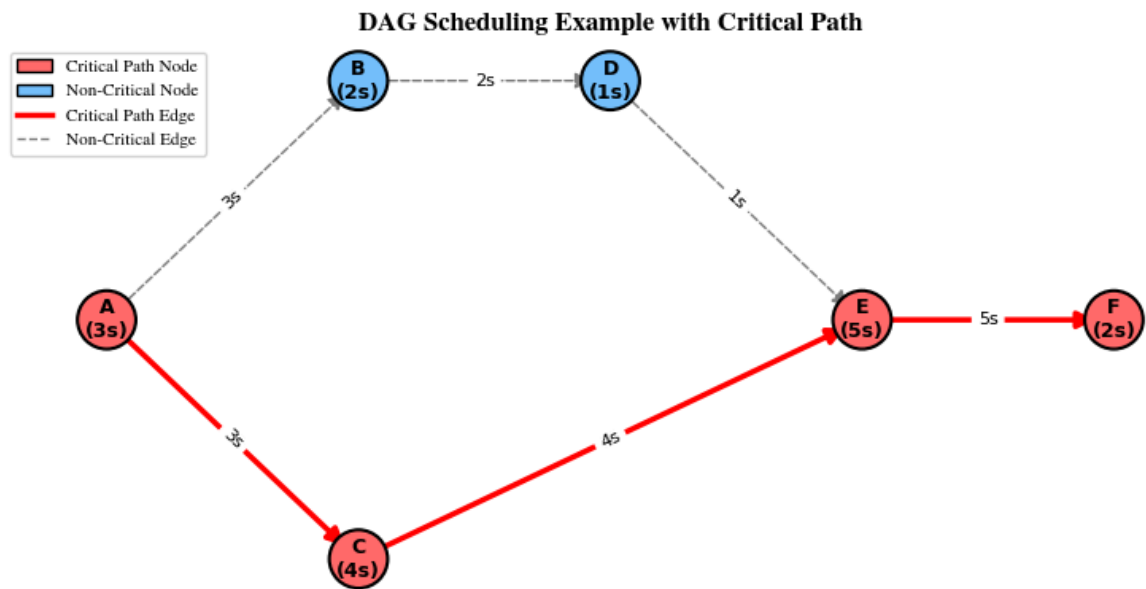 DAG Scheduling Example with Critical Path
Critical Path Node
Non-Critical Node
Critical Path Edge
Non-Critical Edge
B
(2s)
2s
D
(1s)
3s
1s
A
(3s)
E
(5s)
5s
F
(2s)
3s
4s
C
(4s)